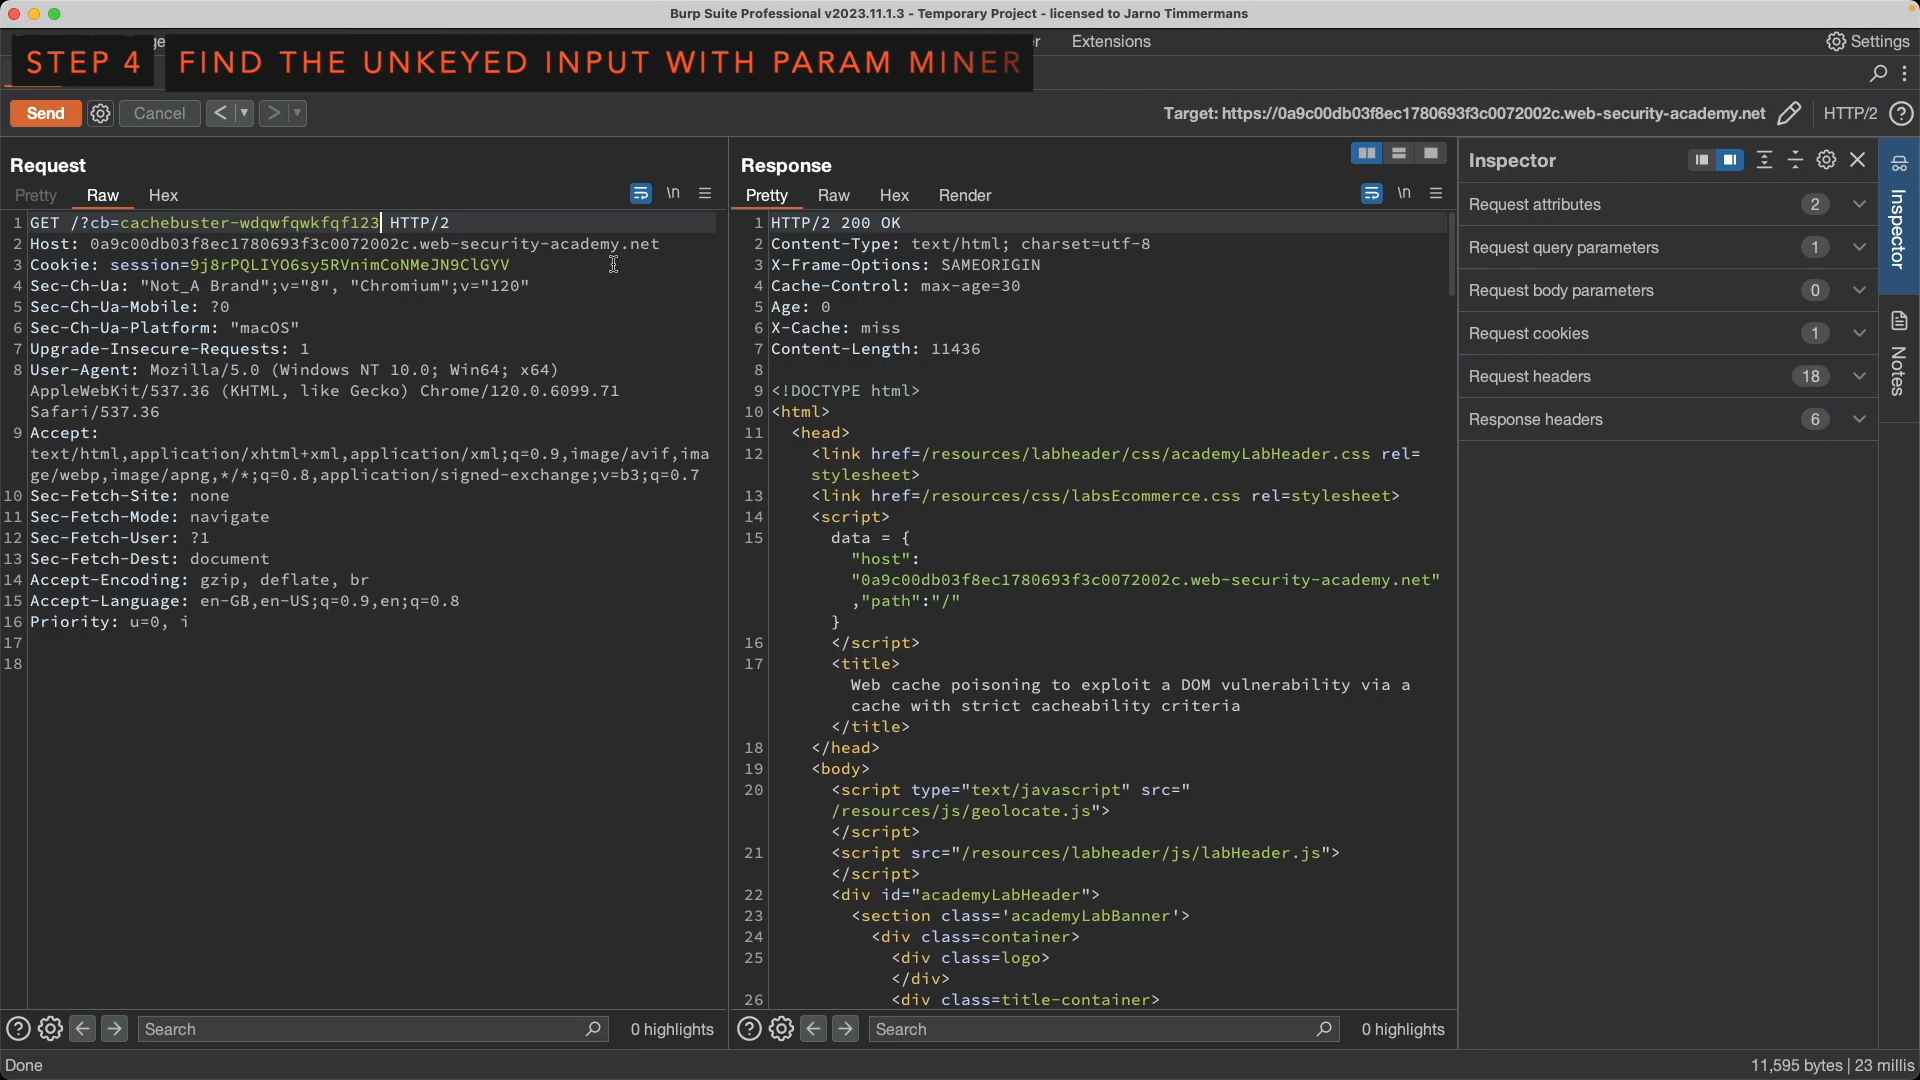 Burp Suite Professional v2023.11.1.3 - Temporary Project - licensed to Jarno Timmermans
STEP 4 FIND THE UNKEYED INPUT WITH PARAM MINER
Extensions
Settings
Send
Cancel
Target: https://0a9c00db03f8ec1780693f3c0072002c.web-security-academy.net
HTTP/2
Request
Pretty Raw Hex
\n
1 GET /?cb=cachebuster-wdqwfqwkfqf123 HTTP/2
2 Host: 0a9c00db03f8ec1780693f3c0072002c.web-security-academy.net
3 Cookie: session=9j8rPQLIYO6sy5RVnimCoNMeJN9ClGYV
4 Sec-Ch-Ua: "Not_A Brand";v="8", "Chromium";v="120"
5 Sec-Ch-Ua-Mobile: ?0
6 Sec-Ch-Ua-Platform: "macOS"
7 Upgrade-Insecure-Requests: 1
8 User-Agent: Mozilla/5.0 (Windows NT 10.0; Win64; x64)
AppleWebKit/537.36 (KHTML, like Gecko) Chrome/120.0.6099.71
Safari/537.36
9 Accept:
text/html,application/xhtml+xml,application/xml;q=0.9,image/avif,ima
ge/webp,image/apng,*/*;q=0.8,application/signed-exchange;v=b3;q=0.7
10 Sec-Fetch-Site: none
11 Sec-Fetch-Mode: navigate
12 Sec-Fetch-User: ?1
13 Sec-Fetch-Dest: document
14 Accept-Encoding: gzip, deflate, br
15 Accept-Language: en-GB,en-US;q=0.9,en;q=0.8
16 Priority: u=0, i
17
18
Search
0 highlights
Response
Pretty Raw Hex Render
\n
1 HTTP/2 200 OK
2 Content-Type: text/html; charset=utf-8
3 X-Frame-Options: SAMEORIGIN
4 Cache-Control: max-age=30
5 Age: 0
6 X-Cache: miss
7 Content-Length: 11436
8
9 <!DOCTYPE html>
10 <html>
11 <head>
12 <link href=/resources/labheader/css/academyLabHeader.css rel=
stylesheet>
13 <link href=/resources/css/labsEcommerce.css rel=stylesheet>
14 <script>
15 data = {
"host":
"0a9c00db03f8ec1780693f3c0072002c.web-security-academy.net"
,"path":"/"
}
16 </script>
17 <title>
Web cache poisoning to exploit a DOM vulnerability via a
cache with strict cacheability criteria
</title>
18 </head>
19 <body>
20 <script type="text/javascript" src="
/resources/js/geolocate.js">
</script>
21 <script src="/resources/labheader/js/labHeader.js">
</script>
22 <div id="academyLabHeader">
23 <section class='academyLabBanner'>
24 <div class=container>
25 <div class=logo>
</div>
26 <div class=title-container>
Search
0 highlights
Inspector
Request attributes 2
Request query parameters 1
Request body parameters 0
Request cookies 1
Request headers 18
Response headers 6
Inspector
Notes
Done
11,595 bytes | 23 millis